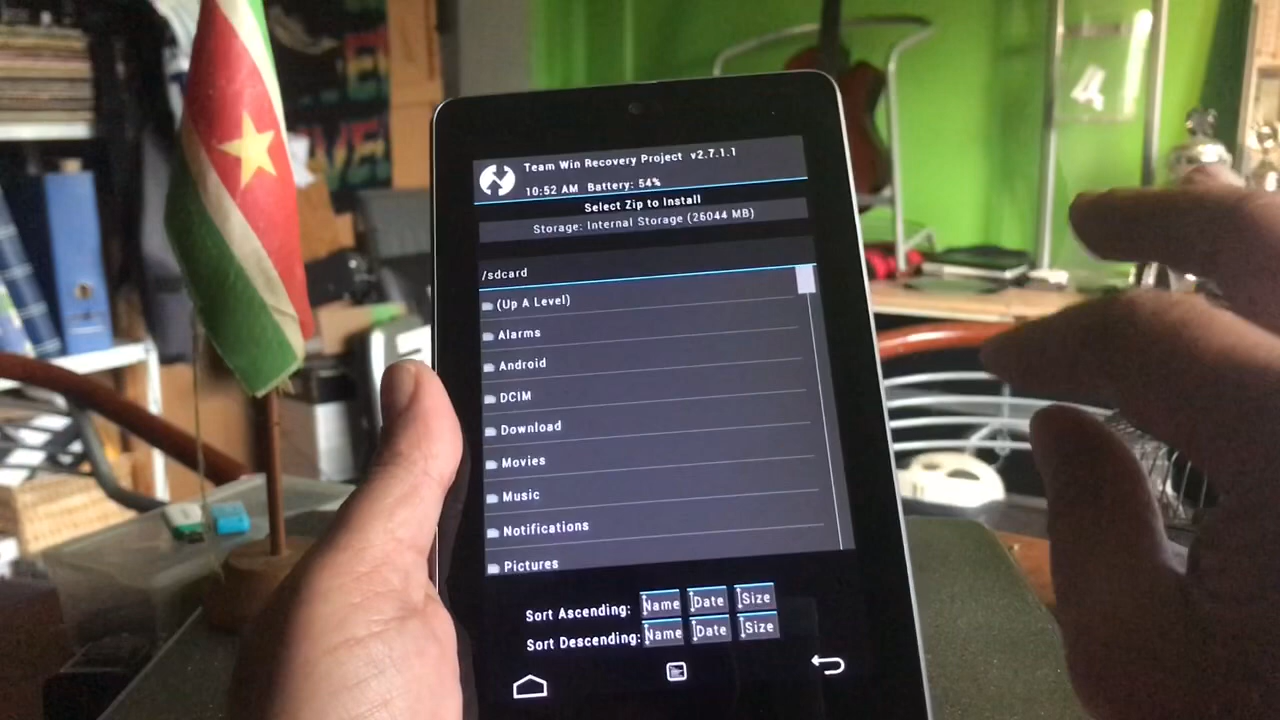 Team Win Recovery Project v2.7.1.1
10:52 AM Battery: 54%
Select Zip to Install
Storage: Internal Storage (26044 MB)
/sdcard
(Up A Level)
Alarms
Android
DCIM
Download
Movies
Music
Notifications
Pictures
Sort Ascending: Name Date Size
Sort Descending: Name Date Size